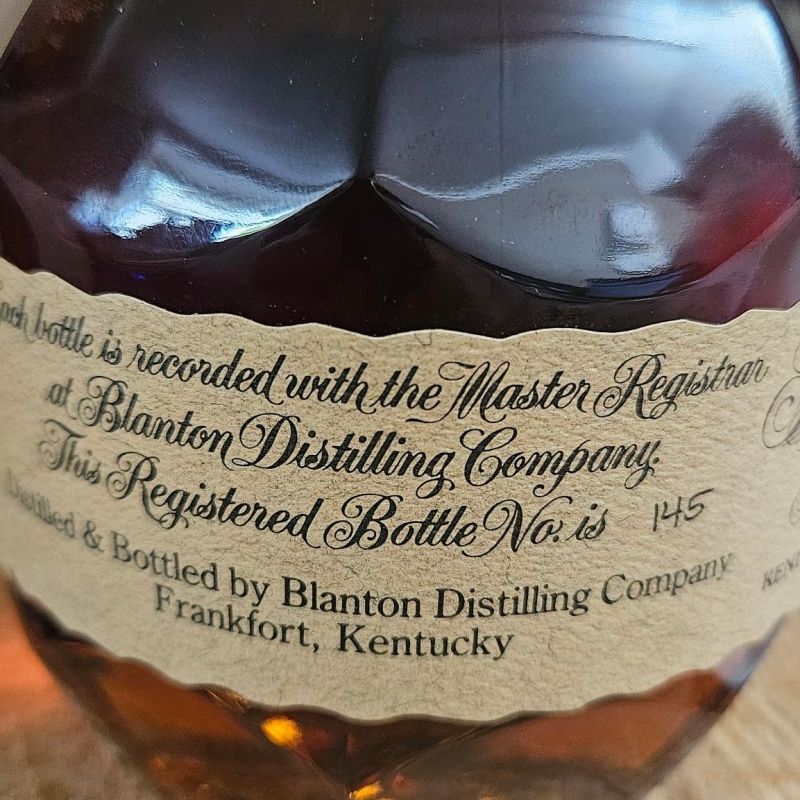 Each bottle is recorded with the Master Registrar
at Blanton Distilling Company.
This Registered Bottle No. is 145
Distilled & Bottled by Blanton Distilling Company
Frankfort, Kentucky